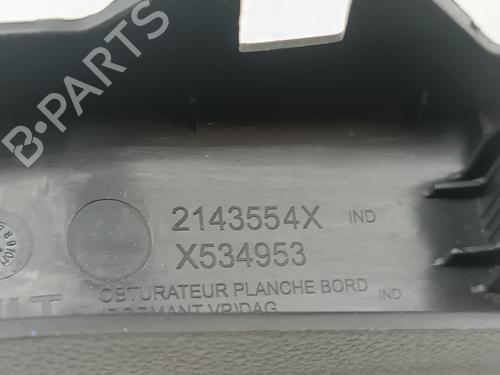 B-PARTS
2143554X IND
X534953
OBTURATEUR PLANCHE BORD
IND